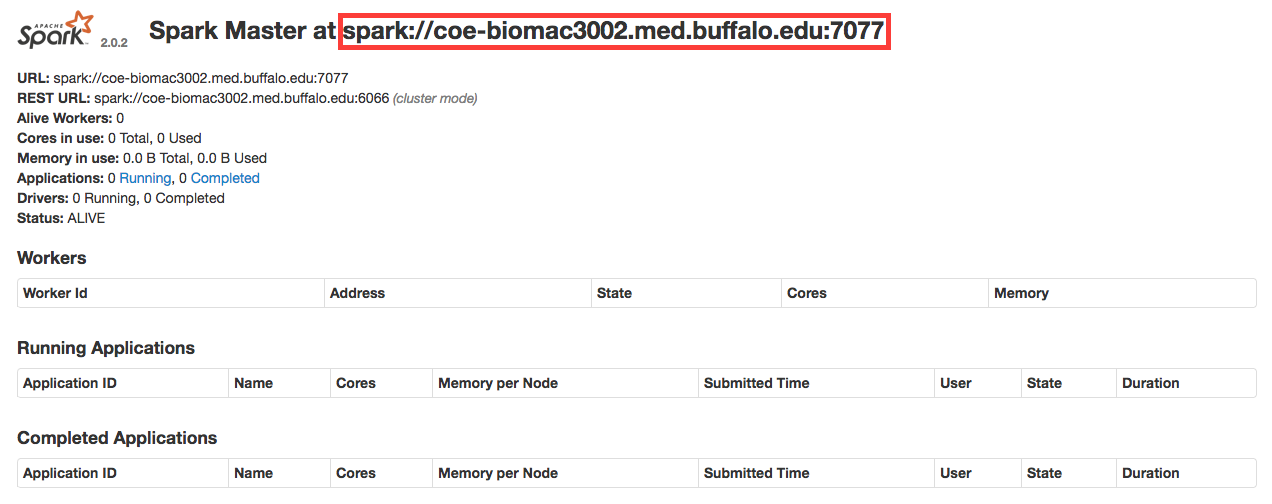 APACHE
Spark 2.0.2 Spark Master at spark://coe-biomac3002.med.buffalo.edu:7077
URL: spark://coe-biomac3002.med.buffalo.edu:7077
REST URL: spark://coe-biomac3002.med.buffalo.edu:6066 (cluster mode)
Alive Workers: 0
Cores in use: 0 Total, 0 Used
Memory in use: 0.0 B Total, 0.0 B Used
Applications: 0 Running, 0 Completed
Drivers: 0 Running, 0 Completed
Status: ALIVE
Workers
Worker Id Address State Cores Memory
Running Applications
Application ID Name Cores Memory per Node Submitted Time User State Duration
Completed Applications
Application ID Name Cores Memory per Node Submitted Time User State Duration